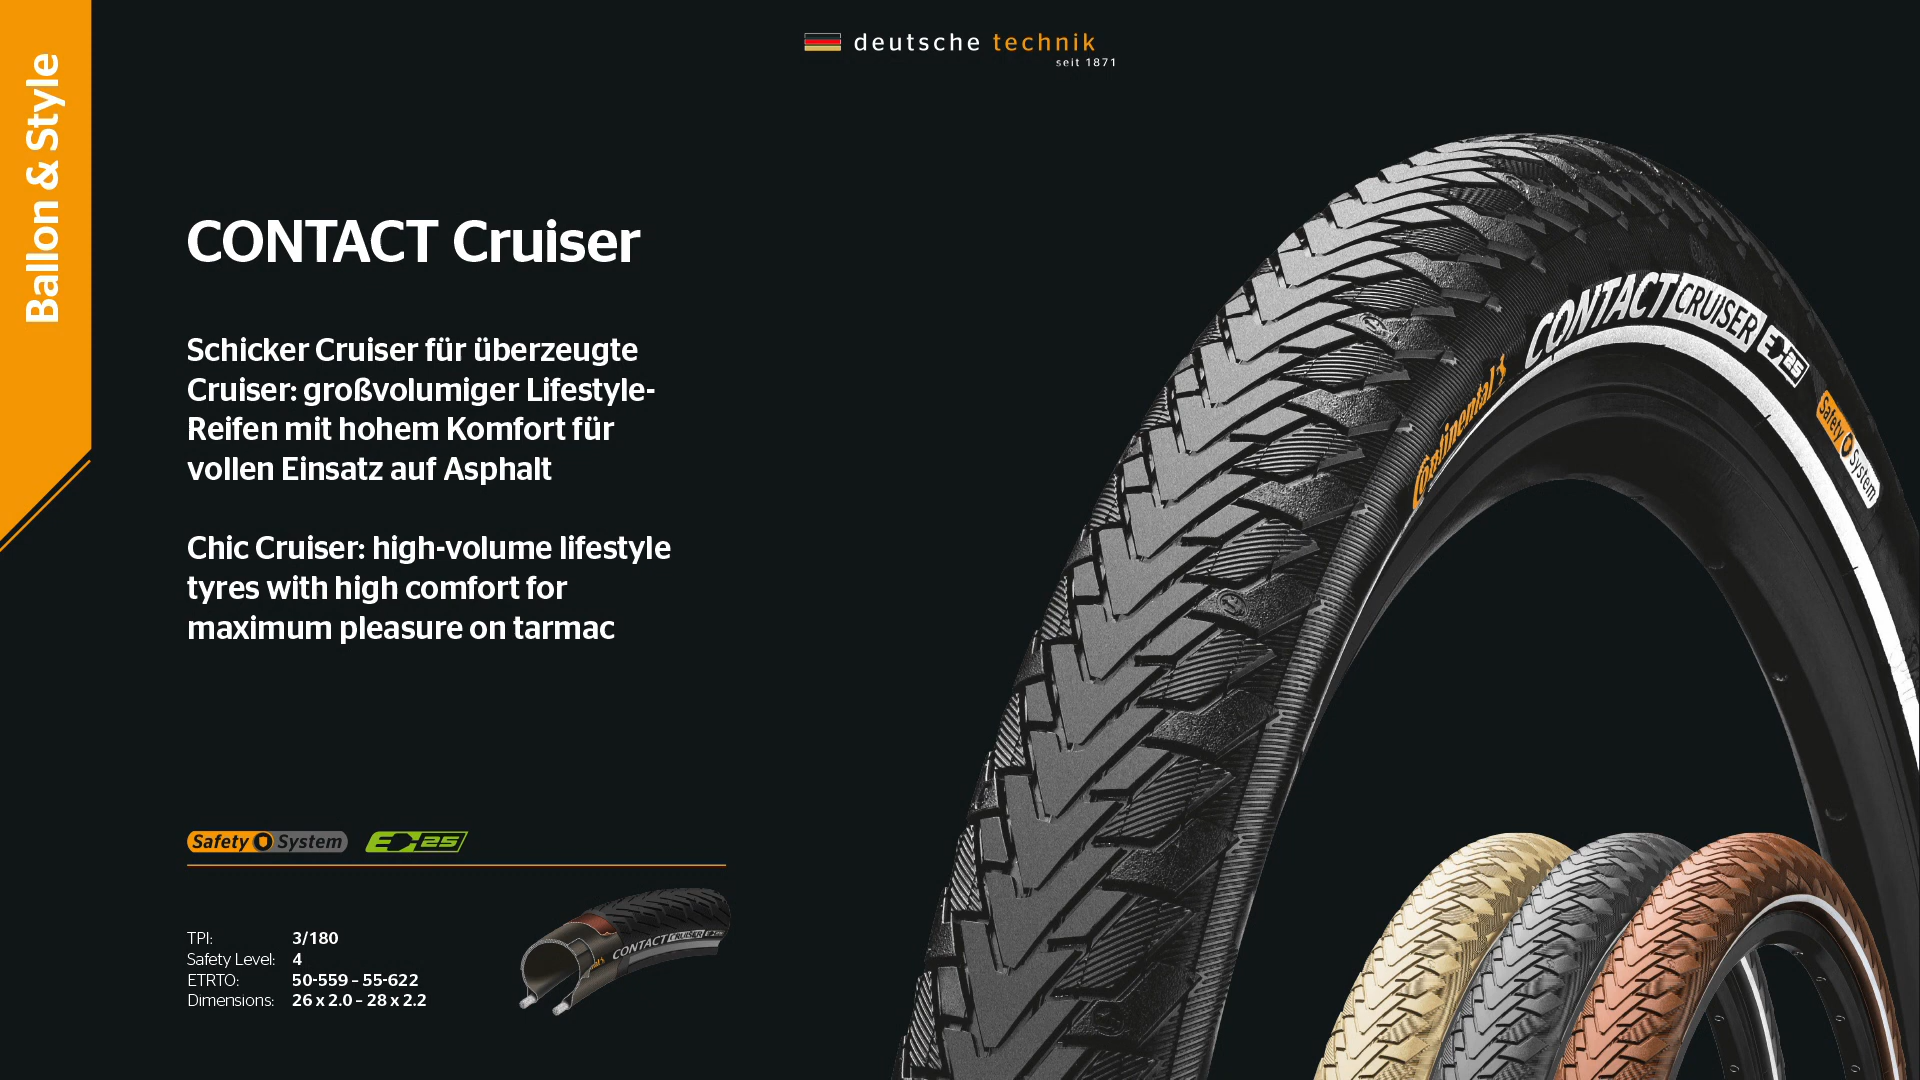 deutsche technik
seit 1871
Ballon & Style
CONTACT Cruiser
Schicker Cruiser für überzeugte
Cruiser: großvolumiger Lifestyle-
Reifen mit hohem Komfort für
vollen Einsatz auf Asphalt
Chic Cruiser: high-volume lifestyle
tyres with high comfort for
maximum pleasure on tarmac
Continental
CONTACT CRUISER E25
Safety System
Safety System E25
TPI: 3/180
Safety Level: 4
ETRTO: 50-559 – 55-622
Dimensions: 26 x 2.0 – 28 x 2.2
CONTACT CRUISER